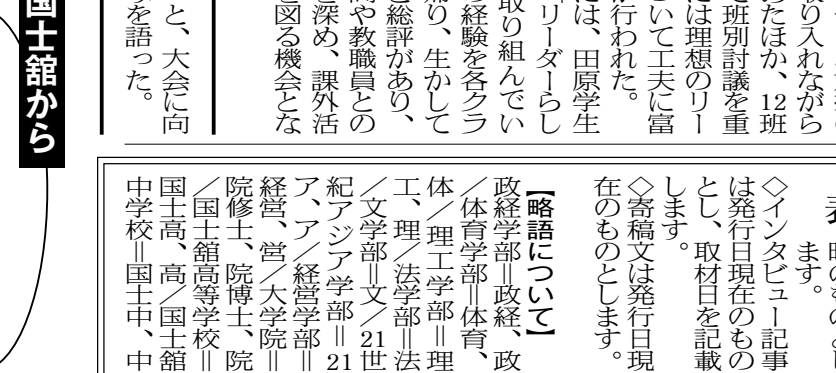 取り入れながら
たほか、12班
班別討議を重
は理想のリー
いて工夫に富
行われた。
は、田原学生
リーダーらし
取り組んでい
経験を各クラ
帰り、生かして
と総評があり、
や教職員との
深め、課外活
図る機会とな
と、大会に向
を語った。
国士舘から
ます。
◇インタビュー記事
は発行日現在のもの
とし、取材日を記載
します。
◇寄稿文は発行日現
在のものとします。
【略語について】
政経学部＝政経、政
／体育学部＝体育、
体／理工学部＝理
工、理／法学部＝法
／文学部＝文／21世
紀アジア学部＝21
ア、ア／経営学部＝
経営、営／大学院＝
院修士、院博士、院
／国士舘高等学校＝
国士高、高／国士舘
中学校＝国士中、中